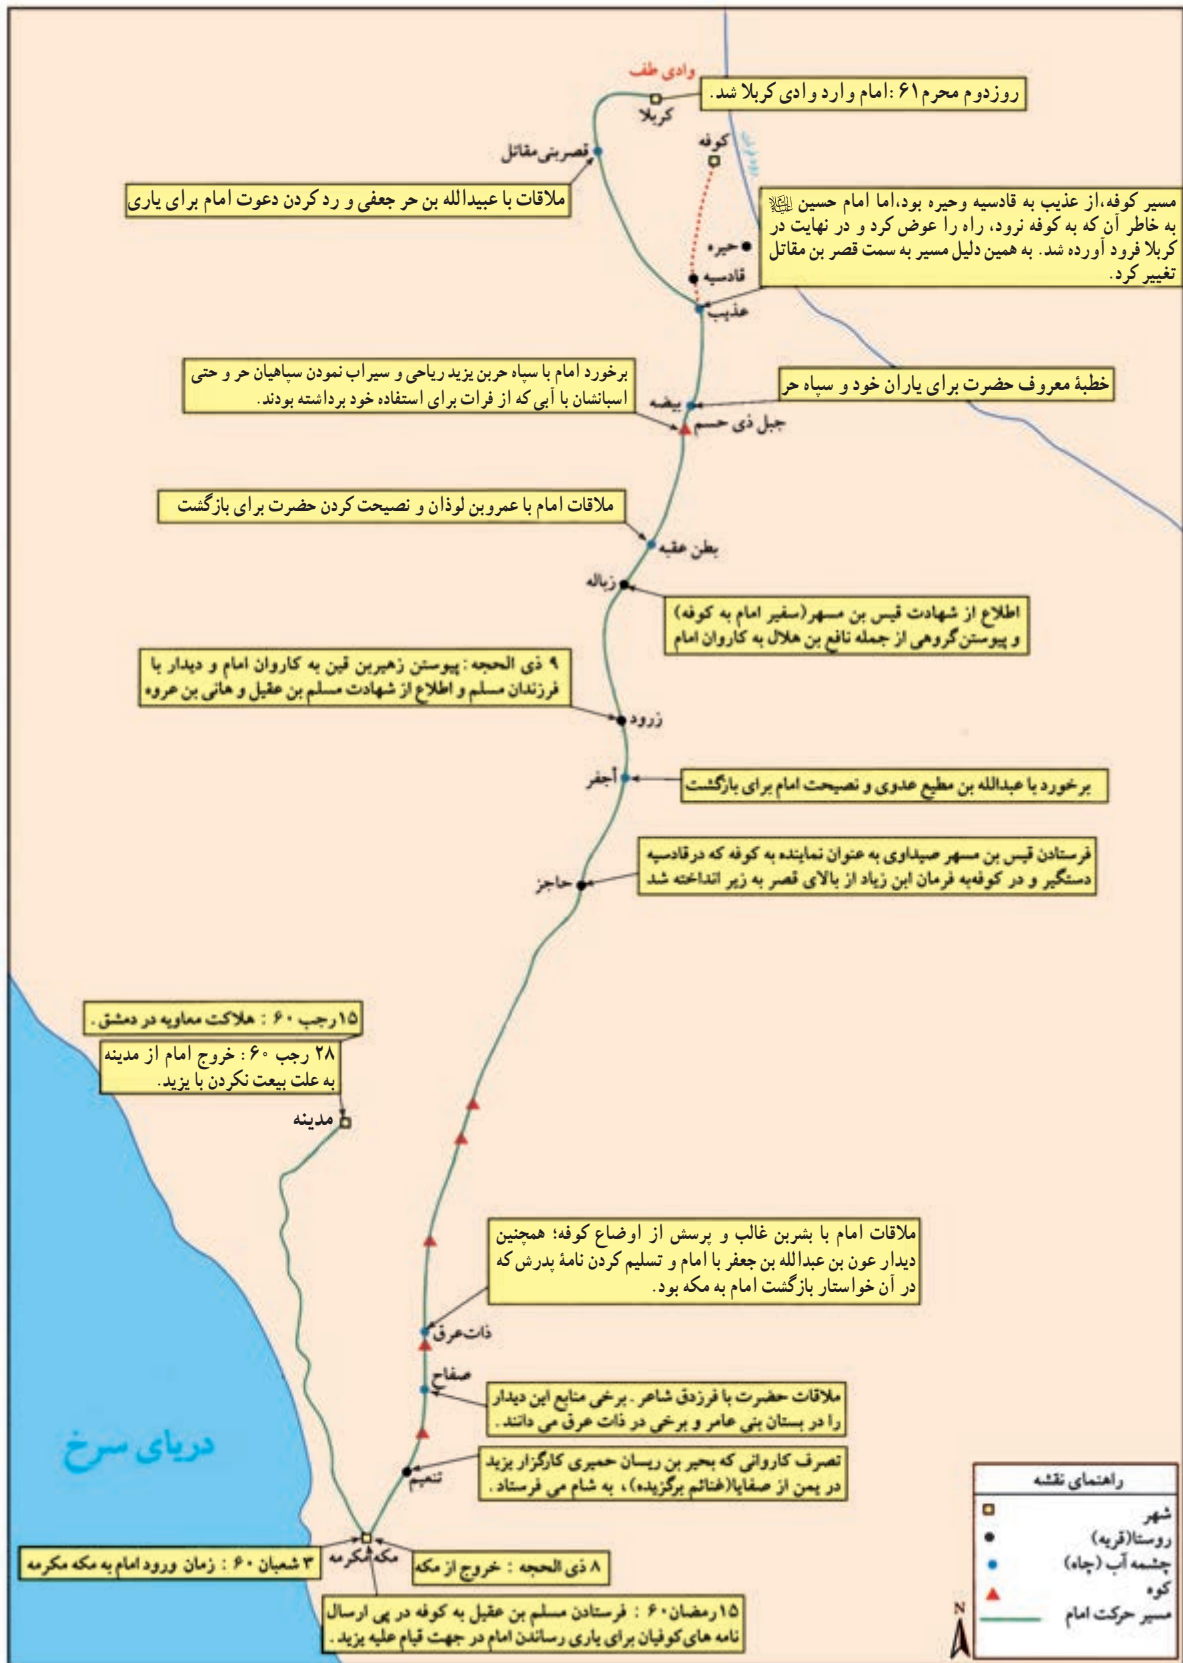 وادی طف
کربلا
روزدوم محرم۶۱ :امام وارد وادی کربلا شد.
کوفه
رود فرات
قصربنی مقاتل
ملاقات با عبیدالله بن حر جعفی و رد کردن دعوت امام برای یاری
مسیر کوفه،از عذیب به قادسیه وحیره بود،اما امام حسین علیه‌السلام
به خاطر آن که به کوفه نرود، راه را عوض کرد و در نهایت در
کربلا فرود آورده شد. به همین دلیل مسیر به سمت قصر بن مقاتل
تغییر کرد.
حیره
قادسیه
عذیب
برخورد امام با سپاه حربن یزید ریاحی و سیراب نمودن سپاهیان حر و حتی
اسبانشان با آبی که از فرات برای استفاده خود برداشته بودند.
خطبۀ معروف حضرت برای یاران خود و سپاه حر
بیضه
جبل ذی حسم
ملاقات امام با عمروبن لوذان و نصیحت کردن حضرت برای بازگشت
بطن عقبه
زباله
اطلاع از شهادت قیس بن مسهر(سفیر امام به کوفه)
و پیوستن‌گروهی از جمله نافع بن هلال به کاروان امام
۹ ذی الحجه: پیوستن زهیربن قین به کاروان امام و دیدار با
فرزندان مسلم و اطلاع از شهادت مسلم بن عقیل و هانی بن عروه
زرود
أجفر
برخورد با عبدالله بن مطیع عدوی و نصیحت امام برای بازگشت
فرستادن قیس بن مسهر صیداوی به عنوان نماینده به کوفه که درقادسیه
دستگیر و در کوفه‌به فرمان ابن زیاد از بالای قصر به زیر انداخته شد
حاجز
۱۵رجب ۶۰ : هلاکت معاویه در دمشق .
۲۸ رجب ۶۰: خروج امام از مدینه
به علت بیعت نکردن با یزید.
مدینه
ملاقات امام با بشربن غالب و پرسش از اوضاع کوفه؛ همچنین
دیدار عون بن عبدالله بن جعفر با امام و تسلیم کردن نامۀ پدرش که
در آن خواستار بازگشت امام به مکه بود.
ذات‌عرق
صفاح
ملاقات حضرت با فرزدق شاعر . برخی منابع این دیدار
را در بستان بنی عامر و برخی در ذات عرق می دانند .
تصرف کاروانی که بحیر بن ریسان حمیری کارگزار یزید
در یمن از صفایا(غنائم برگزیده)، به شام می فرستاد .
تنعیم
دریای سرخ
مکه مکرمه
۳ شعبان ۶۰ : زمان ورود امام به مکه مکرمه
۸ ذی الحجه : خروج از مکه
۱۵رمضان۶۰ : فرستادن مسلم بن عقیل به کوفه در پی ارسال
نامه های‌کوفیان برای یاری رساندن امام در جهت قیام علیه یزید .
راهنمای نقشه
شهر
روستا(قریه)
چشمه آب (چاه)
کوه
مسیر حرکت امام
N